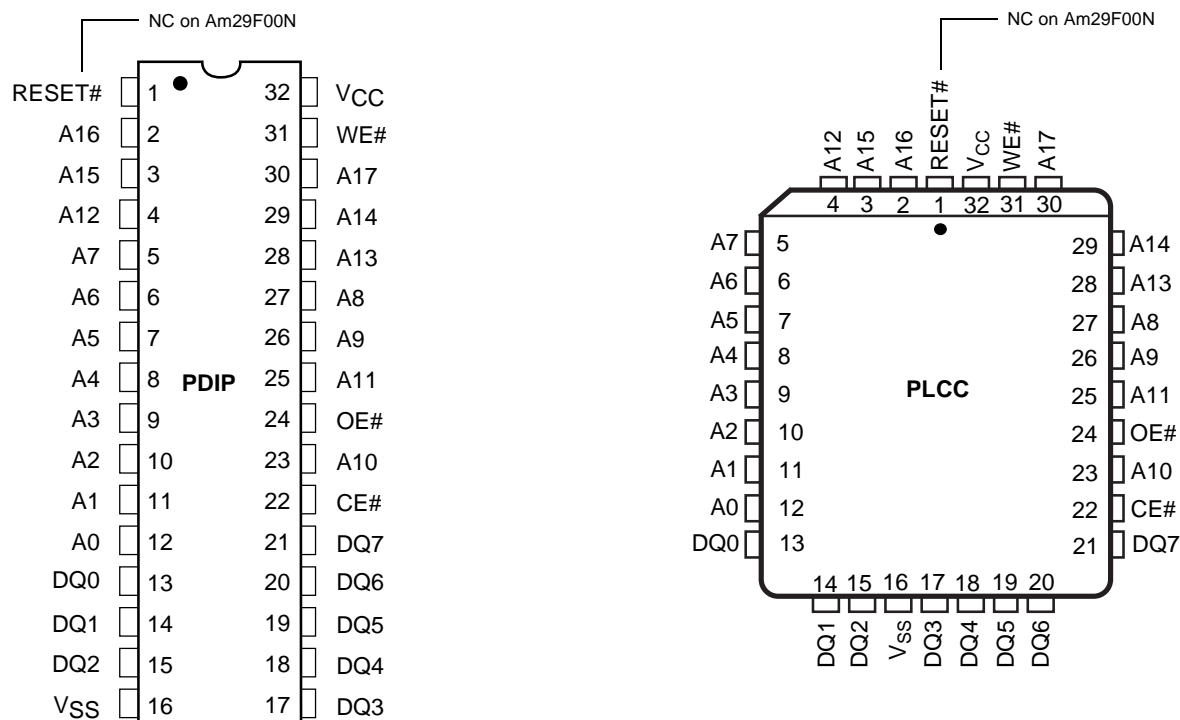 NC on Am29F00N
RESET# 1 32 VCC
A16 2 31 WE#
A15 3 30 A17
A12 4 29 A14
A7 5 28 A13
A6 6 27 A8
A5 7 26 A9
A4 8 PDIP 25 A11
A3 9 24 OE#
A2 10 23 A10
A1 11 22 CE#
A0 12 21 DQ7
DQ0 13 20 DQ6
DQ1 14 19 DQ5
DQ2 15 18 DQ4
VSS 16 17 DQ3
NC on Am29F00N
A12 A15 A16 RESET# VCC WE# A17
4 3 2 1 32 31 30
A7 5 29 A14
A6 6 28 A13
A5 7 27 A8
A4 8 26 A9
A3 9 PLCC 25 A11
A2 10 24 OE#
A1 11 23 A10
A0 12 22 CE#
DQ0 13 21 DQ7
14 15 16 17 18 19 20
DQ1 DQ2 VSS DQ3 DQ4 DQ5 DQ6